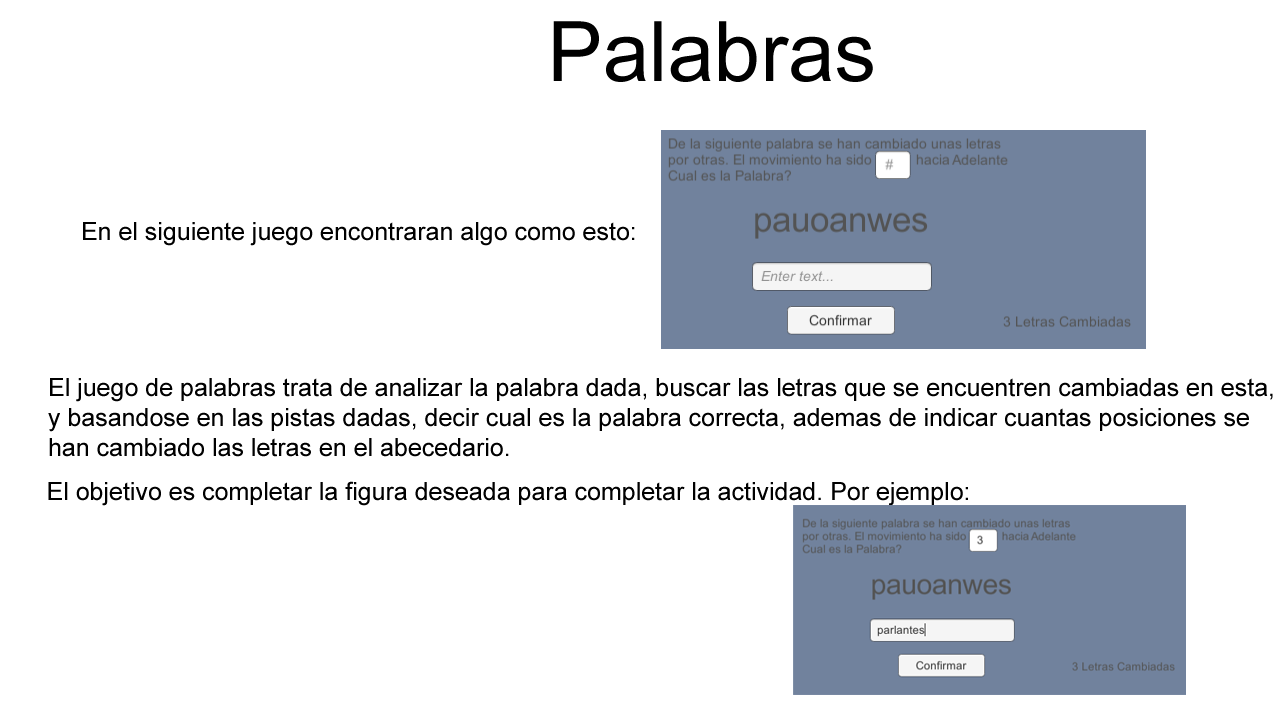 Palabras
De la siguiente palabra se han cambiado unas letras
por otras. El movimiento ha sido # hacia Adelante
Cual es la Palabra?
pauoanwes
En el siguiente juego encontraran algo como esto:
Enter text...
Confirmar
3 Letras Cambiadas
El juego de palabras trata de analizar la palabra dada, buscar las letras que se encuentren cambiadas en esta,
y basandose en las pistas dadas, decir cual es la palabra correcta, ademas de indicar cuantas posiciones se
han cambiado las letras en el abecedario.
El objetivo es completar la figura deseada para completar la actividad. Por ejemplo:
De la siguiente palabra se han cambiado unas letras
por otras. El movimiento ha sido 3 hacia Adelante
Cual es la Palabra?
pauoanwes
parlantes
Confirmar
3 Letras Cambiadas